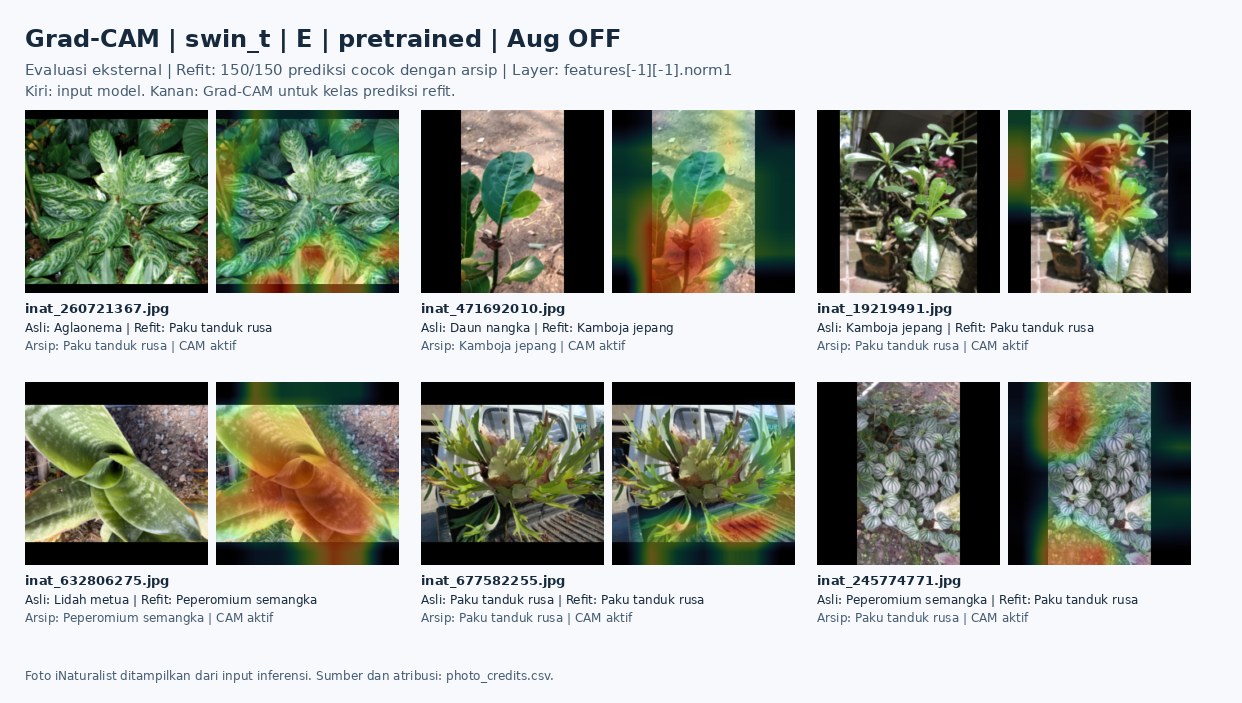 Grad-CAM | swin_t | E | pretrained | Aug OFF
Evaluasi eksternal | Refit: 150/150 prediksi cocok dengan arsip | Layer: features[-1][-1].norm1
Kiri: input model. Kanan: Grad-CAM untuk kelas prediksi refit.
inat_260721367.jpg
Asli: Aglaonema | Refit: Paku tanduk rusa
Arsip: Paku tanduk rusa | CAM aktif
inat_471692010.jpg
Asli: Daun nangka | Refit: Kamboja jepang
Arsip: Kamboja jepang | CAM aktif
inat_19219491.jpg
Asli: Kamboja jepang | Refit: Paku tanduk rusa
Arsip: Paku tanduk rusa | CAM aktif
inat_632806275.jpg
Asli: Lidah metua | Refit: Peperomium semangka
Arsip: Peperomium semangka | CAM aktif
inat_677582255.jpg
Asli: Paku tanduk rusa | Refit: Paku tanduk rusa
Arsip: Paku tanduk rusa | CAM aktif
inat_245774771.jpg
Asli: Peperomium semangka | Refit: Paku tanduk rusa
Arsip: Paku tanduk rusa | CAM aktif
Foto iNaturalist ditampilkan dari input inferensi. Sumber dan atribusi: photo_credits.csv.